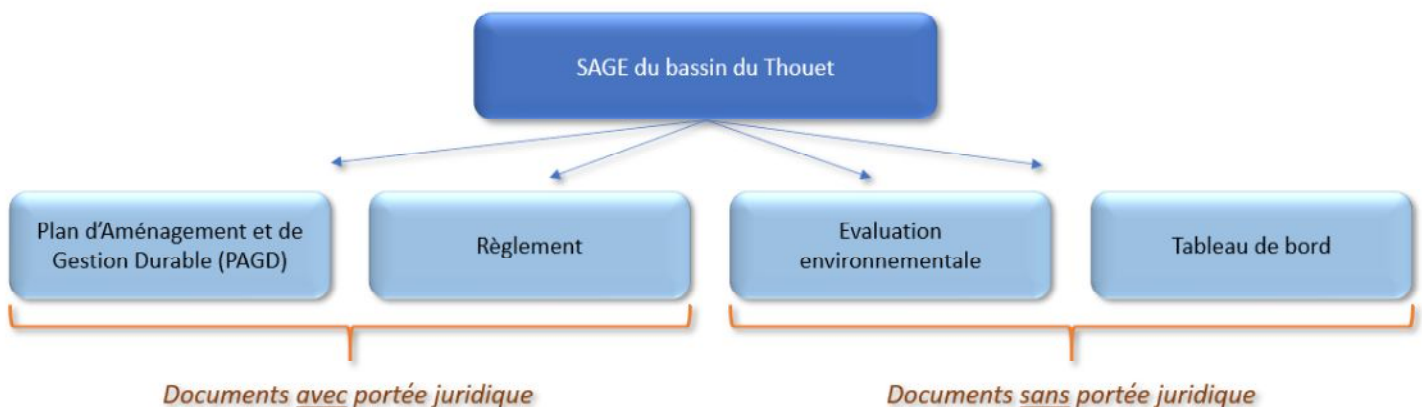 SAGE du bassin du Thouet
Plan d'Aménagement et de
Gestion Durable (PAGD)
Règlement
Evaluation
environnementale
Tableau de bord
Documents avec portée juridique
Documents sans portée juridique